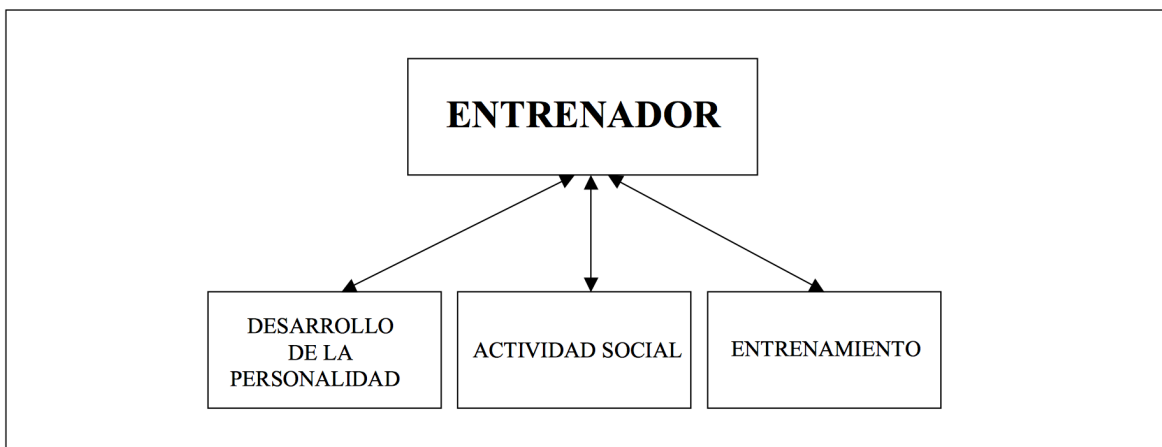 ENTRENADOR
DESARROLLO
DE LA
PERSONALIDAD
ACTIVIDAD SOCIAL
ENTRENAMIENTO